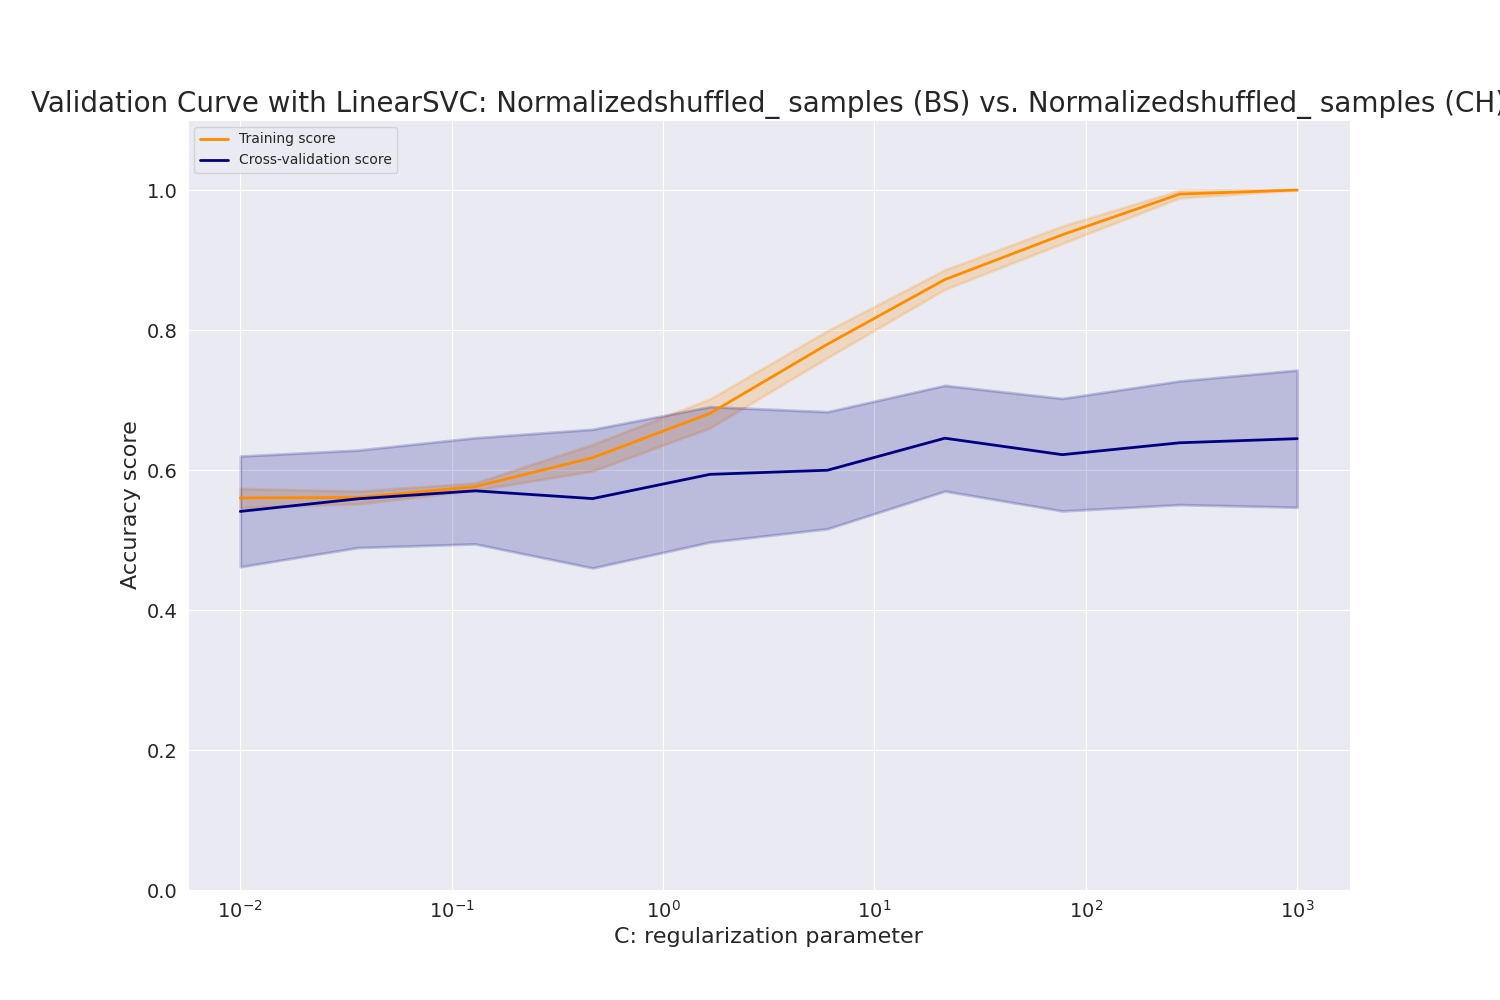 Validation Curve with LinearSVC: Normalizedshuffled_ samples (BS) vs. Normalizedshuffled_ samples (CH)
Training score
Cross-validation score
1.0
0.8
0.6
0.4
0.2
0.0
Accuracy score
10⁻² 10⁻¹ 10⁰ 10¹ 10² 10³
C: regularization parameter